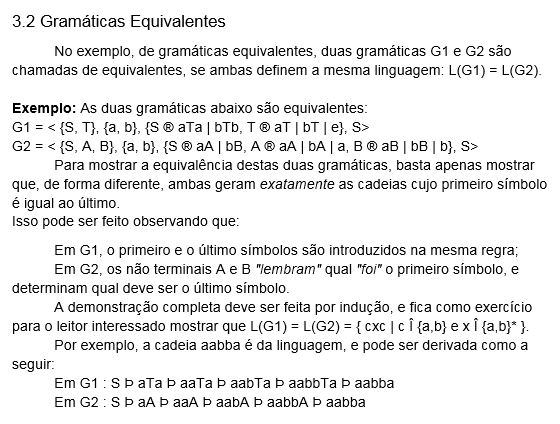 3.2 Gramáticas Equivalentes
No exemplo, de gramáticas equivalentes, duas gramáticas G1 e G2 são
chamadas de equivalentes, se ambas definem a mesma linguagem: L(G1) = L(G2).
Exemplo: As duas gramáticas abaixo são equivalentes:
G1 = < {S, T}, {a, b}, {S ® aTa | bTb, T ® aT | bT | e}, S>
G2 = < {S, A, B}, {a, b}, {S ® aA | bB, A ® aA | bA | a, B ® aB | bB | b}, S>
Para mostrar a equivalência destas duas gramáticas, basta apenas mostrar
que, de forma diferente, ambas geram exatamente as cadeias cujo primeiro símbolo
é igual ao último.
Isso pode ser feito observando que:
Em G1, o primeiro e o último símbolos são introduzidos na mesma regra;
Em G2, os não terminais A e B "lembram" qual "foi" o primeiro símbolo, e
determinam qual deve ser o último símbolo.
A demonstração completa deve ser feita por indução, e fica como exercício
para o leitor interessado mostrar que L(G1) = L(G2) = { cxc | c Î {a,b} e x Î {a,b}* }.
Por exemplo, a cadeia aabba é da linguagem, e pode ser derivada como a
seguir:
Em G1 : S Þ aTa Þ aaTa Þ aabTa Þ aabbTa Þ aabba
Em G2 : S Þ aA Þ aaA Þ aabA Þ aabbA Þ aabba